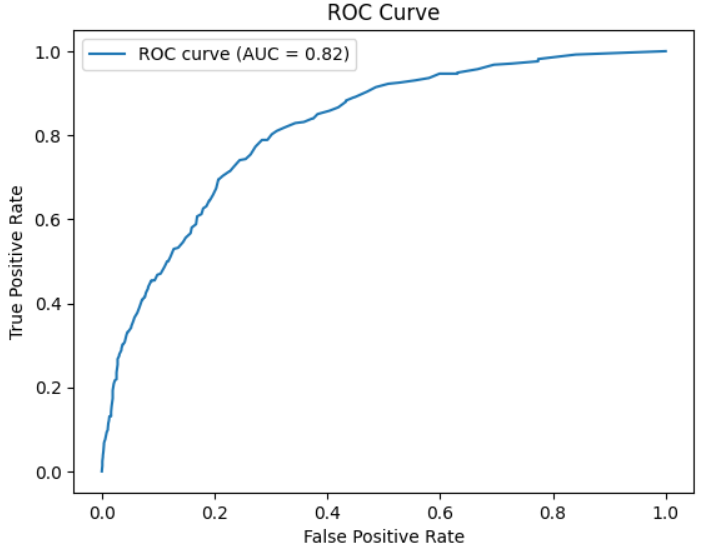 ROC Curve
ROC curve (AUC = 0.82)
1.0
0.8
0.6
0.4
0.2
0.0
True Positive Rate
0.0 0.2 0.4 0.6 0.8 1.0
False Positive Rate